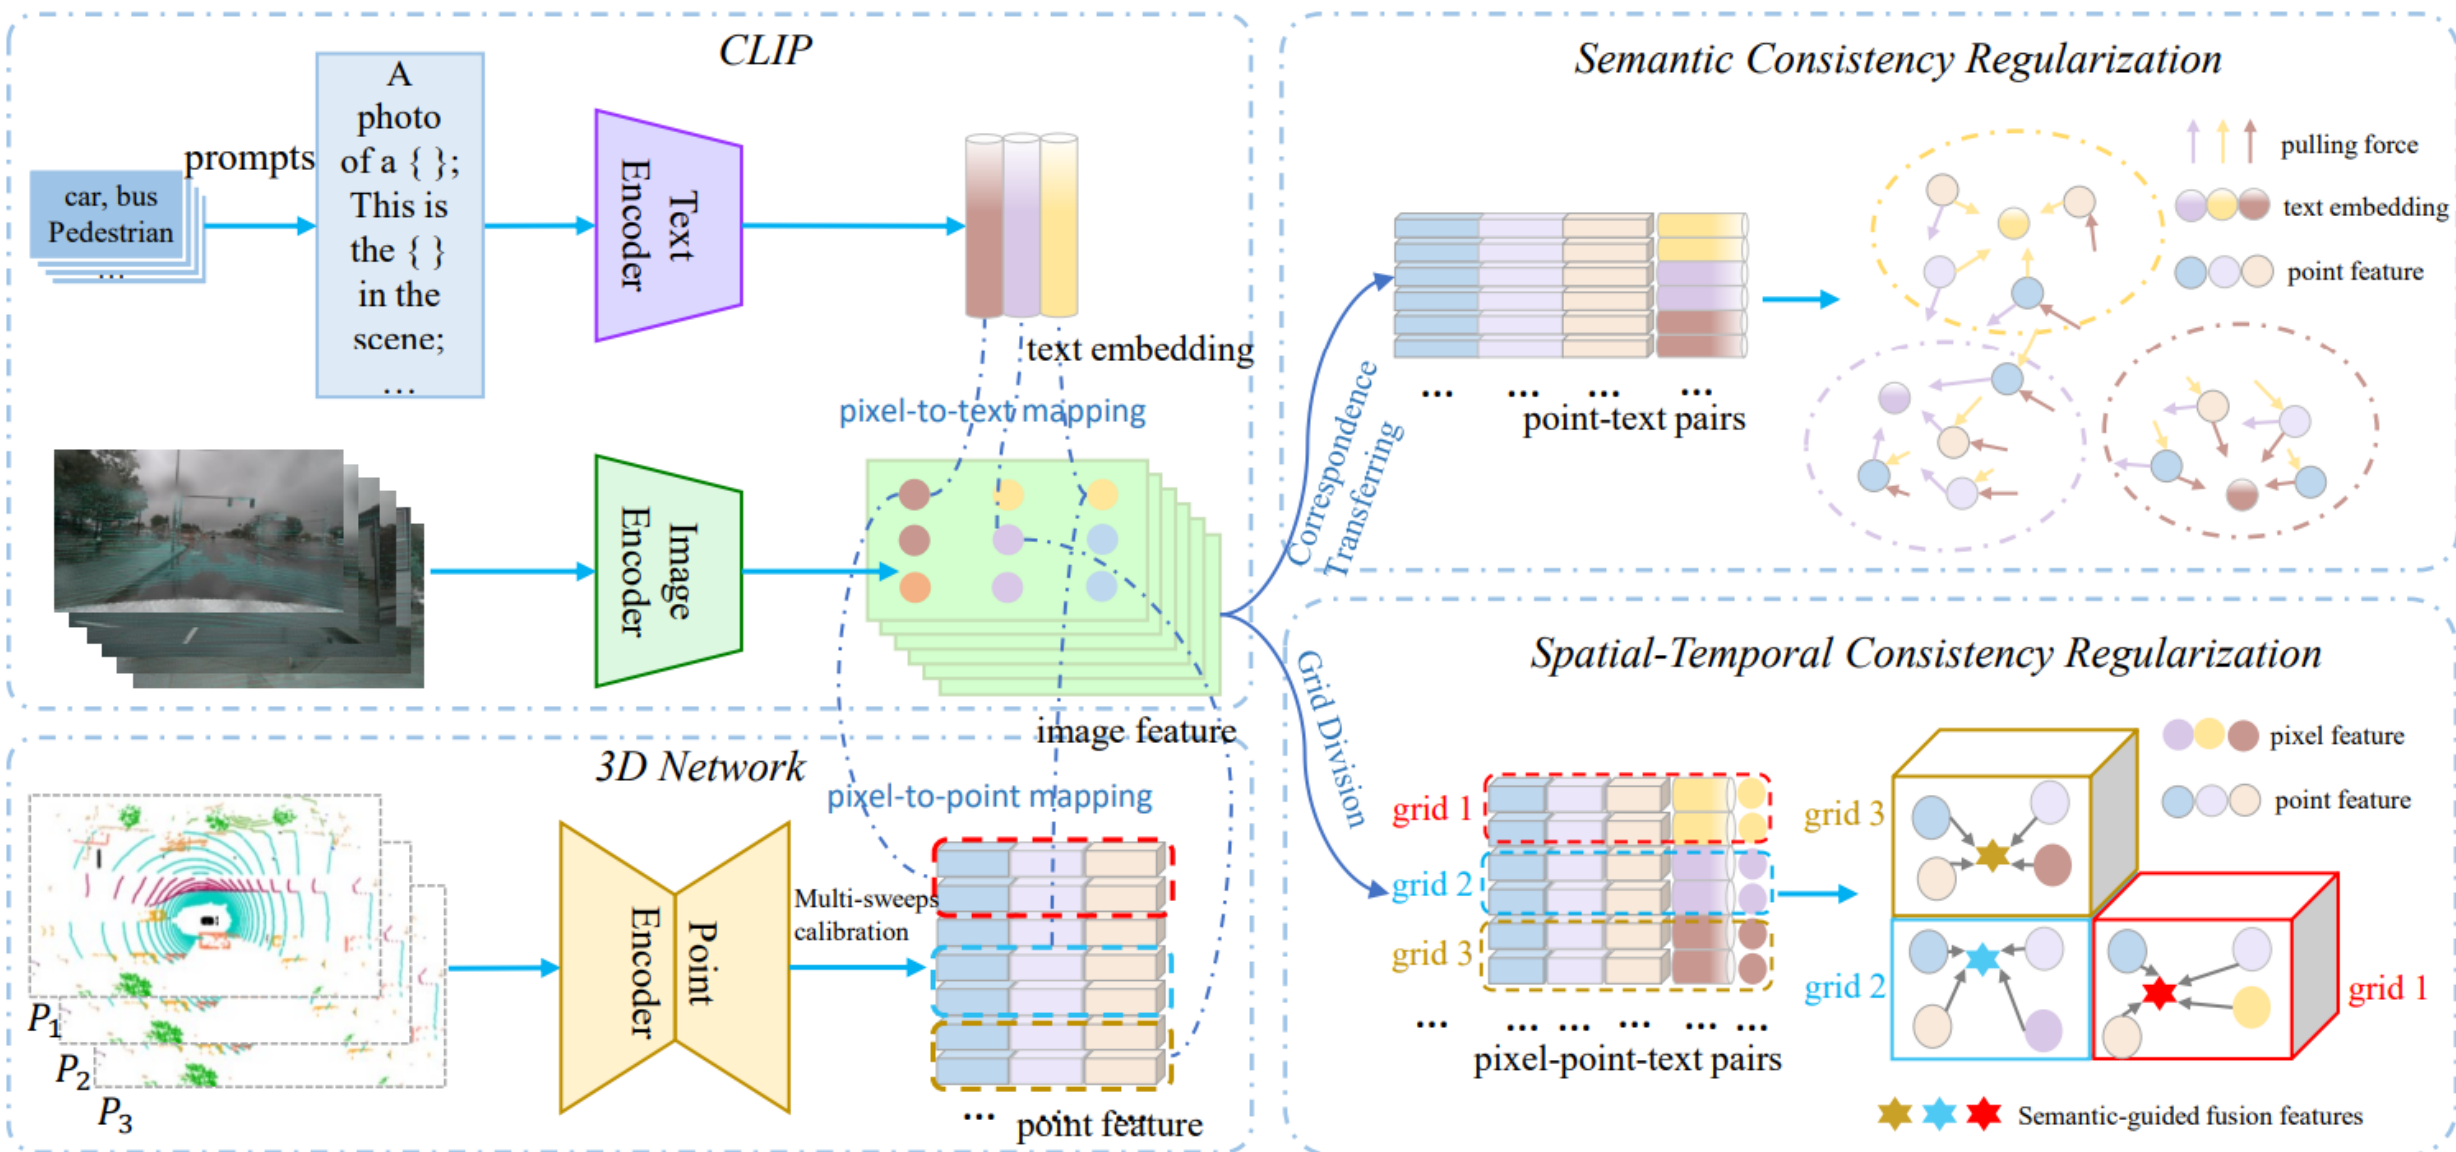 CLIP
car, bus
Pedestrian
...
prompts
A
photo
of a { };
This is
the { }
in the
scene;
...
Text
Encoder
text embedding
pixel-to-text mapping
Image
Encoder
image feature
3D Network
pixel-to-point mapping
P1
P2
P3
Point
Encoder
Multi-sweeps
calibration
... ... ...
point feature
Correspondence
Transferring
Grid Division
Semantic Consistency Regularization
... ... ... ...
point-text pairs
pulling force
text embedding
point feature
Spatial-Temporal Consistency Regularization
grid 1
grid 2
grid 3
... ... ... ... ... ...
pixel-point-text pairs
pixel feature
point feature
grid 3
grid 2
grid 1
Semantic-guided fusion features